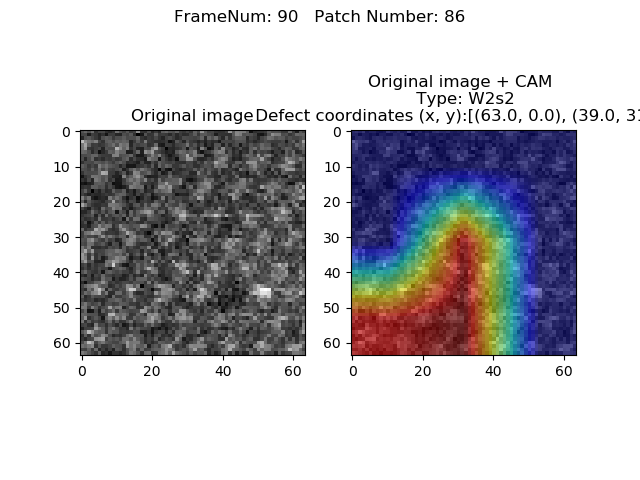 FrameNum: 90   Patch Number: 86
Original image + CAM
Type: W2s2
Original image
Defect coordinates (x, y):[(63.0, 0.0), (39.0, 31
0
10
20
30
40
50
60
0 20 40 60
0
10
20
30
40
50
60
0 20 40 60